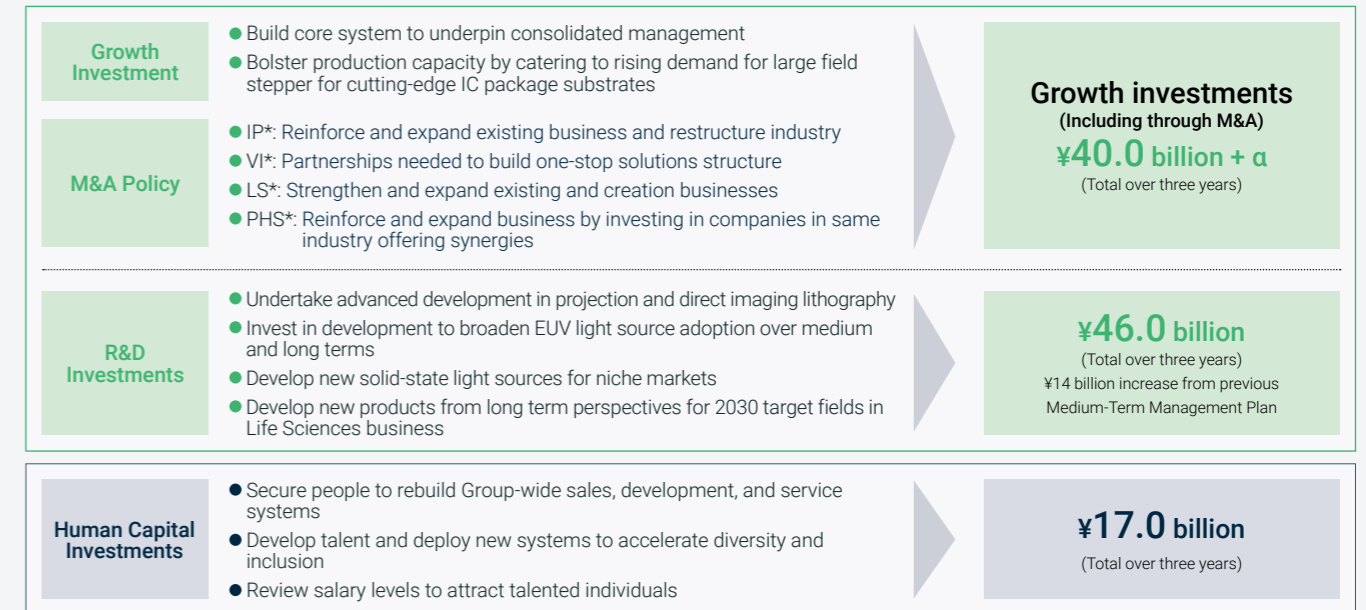 Growth
Investment
● Build core system to underpin consolidated management
● Bolster production capacity by catering to rising demand for large field
stepper for cutting-edge IC package substrates
M&A Policy
● IP*: Reinforce and expand existing business and restructure industry
● VI*: Partnerships needed to build one-stop solutions structure
● LS*: Strengthen and expand existing and creation businesses
● PHS*: Reinforce and expand business by investing in companies in same
industry offering synergies
Growth investments
(Including through M&A)
¥40.0 billion + α
(Total over three years)
R&D
Investments
● Undertake advanced development in projection and direct imaging lithography
● Invest in development to broaden EUV light source adoption over medium
and long terms
● Develop new solid-state light sources for niche markets
● Develop new products from long term perspectives for 2030 target fields in
Life Sciences business
¥46.0 billion
(Total over three years)
¥14 billion increase from previous
Medium-Term Management Plan
Human Capital
Investments
● Secure people to rebuild Group-wide sales, development, and service
systems
● Develop talent and deploy new systems to accelerate diversity and
inclusion
● Review salary levels to attract talented individuals
¥17.0 billion
(Total over three years)